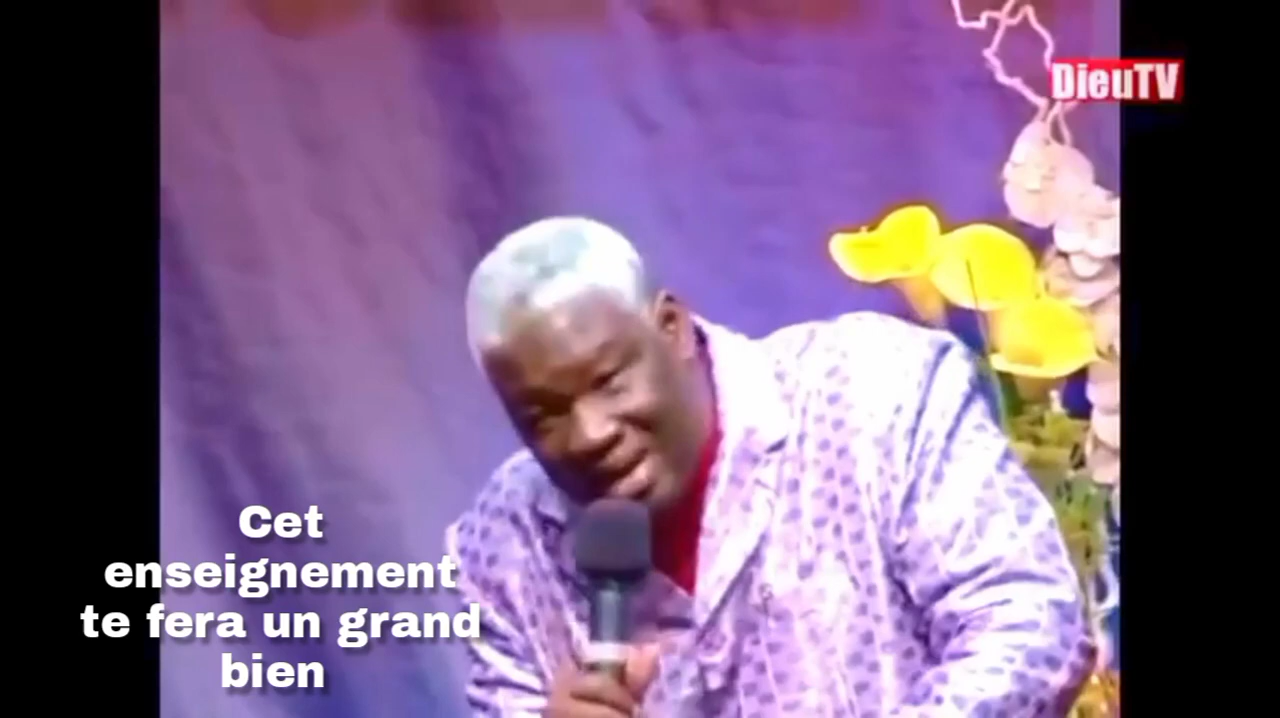 DieuTV
Cet
enseignement
te fera un grand
bien